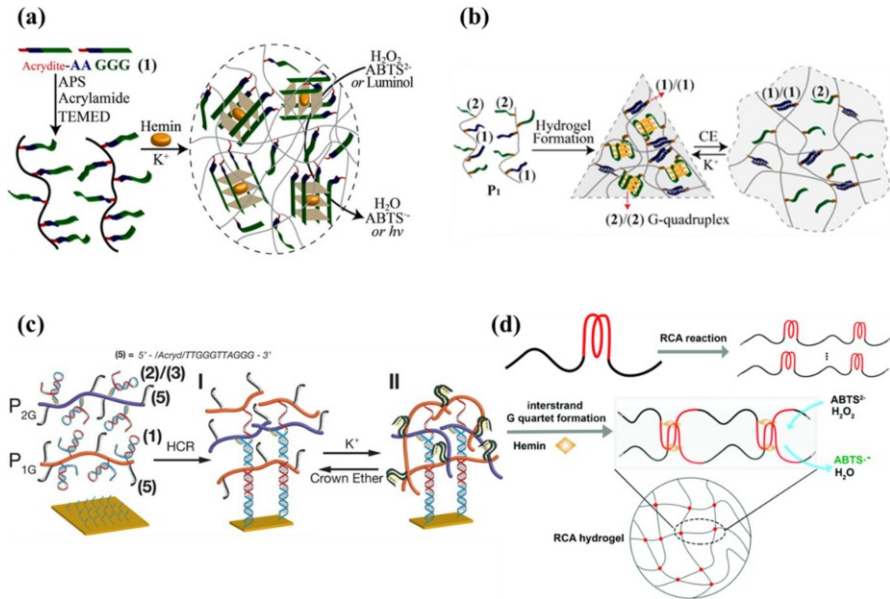 (a)
Acrydite-AA GGG (1)
APS
Acrylamide
TEMED
Hemin
K⁺
H₂O₂
ABTS²⁻
or Luminol
H₂O
ABTS·⁻
or hν
(b)
(2) (2)
(1)
(1)
P₁
Hydrogel
Formation
(1)/(1)
(2)/(2) G-quadruplex
CE
K⁺
(1)/(1) (2)
(c)
(5) = 5' - /Acryd/TTGGGTTAGGG - 3'
(2)/(3)
P2G
(5)
(1)
P1G
(5)
HCR
I
K⁺
Crown Ether
II
(d)
RCA reaction
interstrand
G quartet formation
Hemin
ABTS²⁻
H₂O₂
ABTS·⁺
H₂O
RCA hydrogel